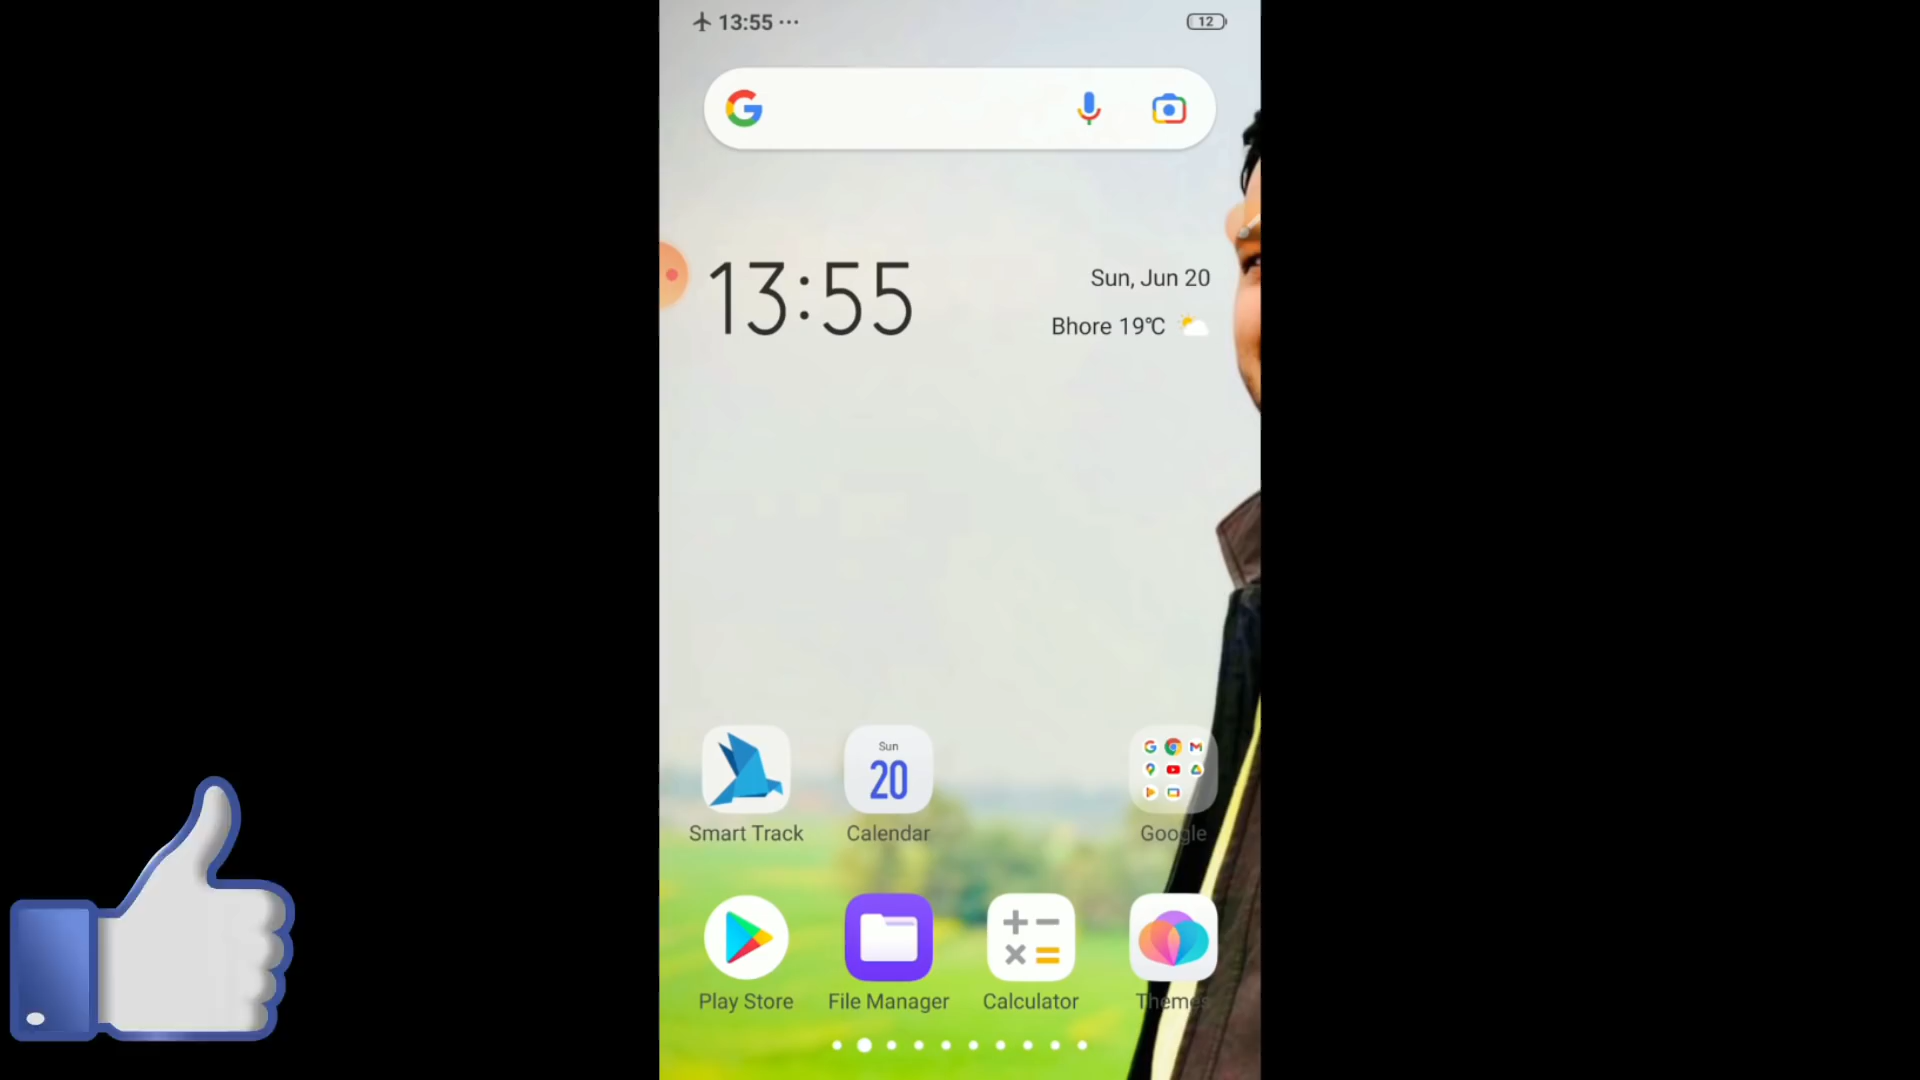 13:55 ···
12
13:55
Sun, Jun 20
Bhore 19℃
Sun
20
Smart Track
Calendar
Google
Play Store
File Manager
Calculator
Themes